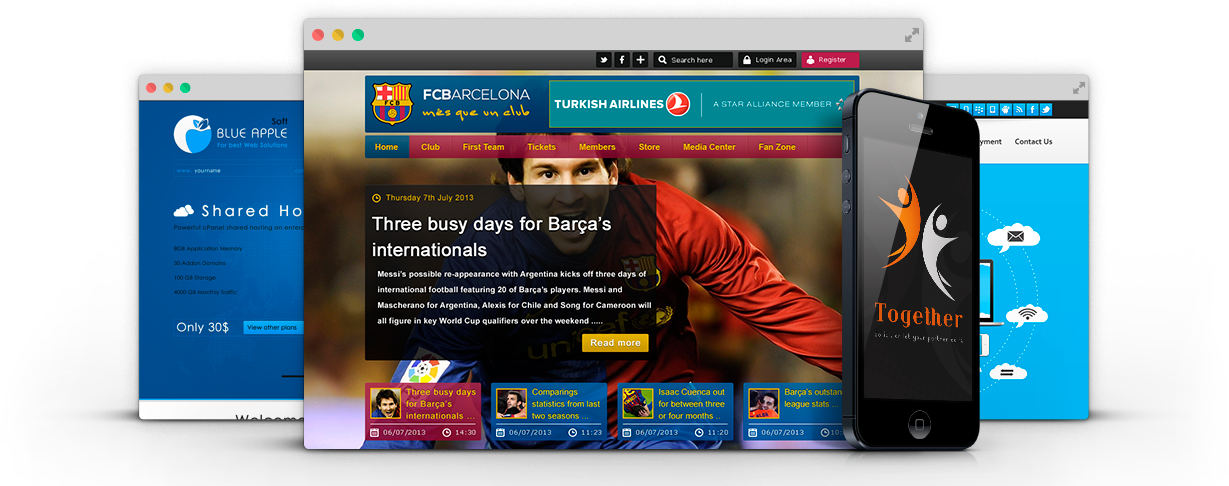 Search here
Login Area
Register
FCB
FCBARCELONA
més que un club
TURKISH AIRLINES
A STAR ALLIANCE MEMBER
Home
Club
First Team
Tickets
Members
Store
Media Center
Fan Zone
Thursday 7th July 2013
Three busy days for Barça's
internationals
Messi's possible re-appearance with Argentina kicks off three days of
international football featuring 20 of Barça's players. Messi and
Mascherano for Argentina, Alexis for Chile and Song for Cameroon will
all figure in key World Cup qualifiers over the weekend .....
Read more
unicef
Three busy days
for Barça's
internationals ...
06/07/2013
14:30
Comparings
statistics from last
two seasons ...
06/07/2013
11:23
Isaac Cuenca out
for between three
or four months ..
06/07/2013
11:20
Barça's outstan
league stats ...
06/07/2013
Soft
BLUE APPLE
For best Web Solutions
www. yourname
Shared Ho
Powerful cPanel shared hosting on
8GB Application Memory
30 Addon Domains
100 GB Storage
4000 GB Monthly Traffic
Only 30$
View other plans
Welcome
yment
Contact Us
Together